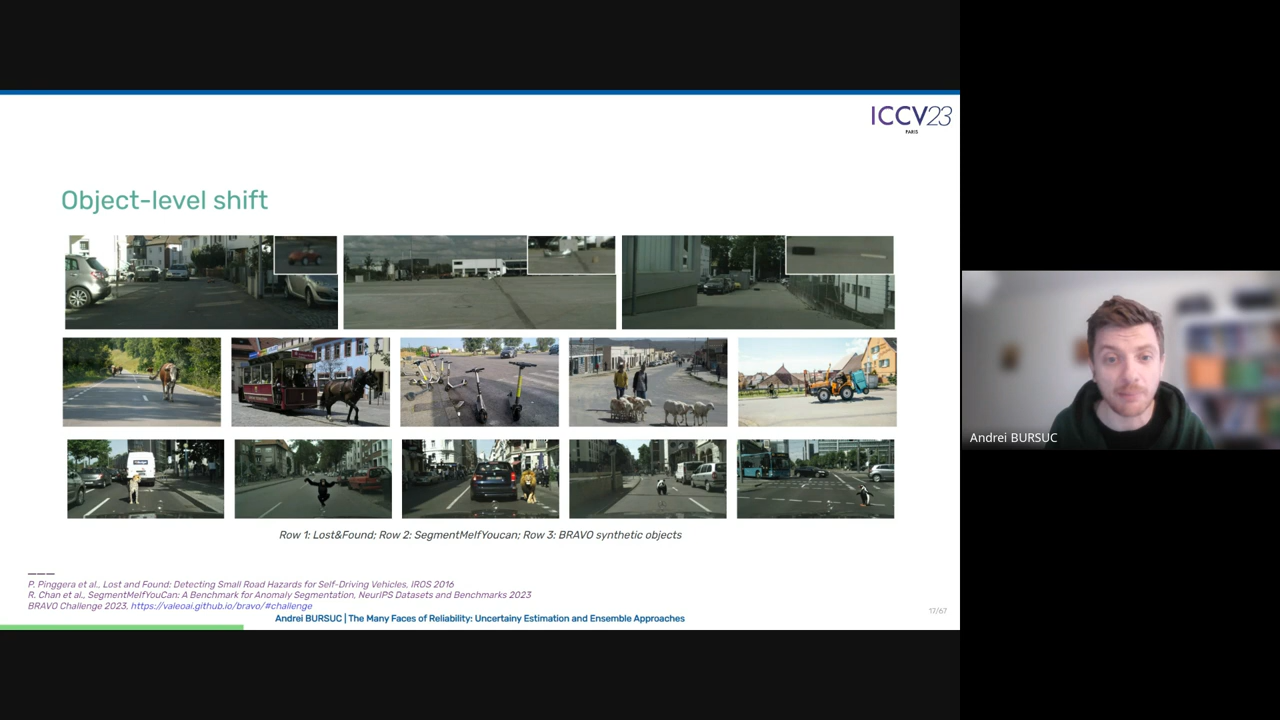 ICCV23
PARIS
Object-level shift
Row 1: Lost&Found; Row 2: SegmentMeIfYoucan; Row 3: BRAVO synthetic objects
P. Pinggera et al., Lost and Found: Detecting Small Road Hazards for Self-Driving Vehicles, IROS 2016
R. Chan et al., SegmentMeIfYouCan: A Benchmark for Anomaly Segmentation, NeurIPS Datasets and Benchmarks 2023
BRAVO Challenge 2023, https://valeoai.github.io/bravo/#challenge
Andrei BURSUC | The Many Faces of Reliability: Uncertainy Estimation and Ensemble Approaches
17/67
Andrei BURSUC